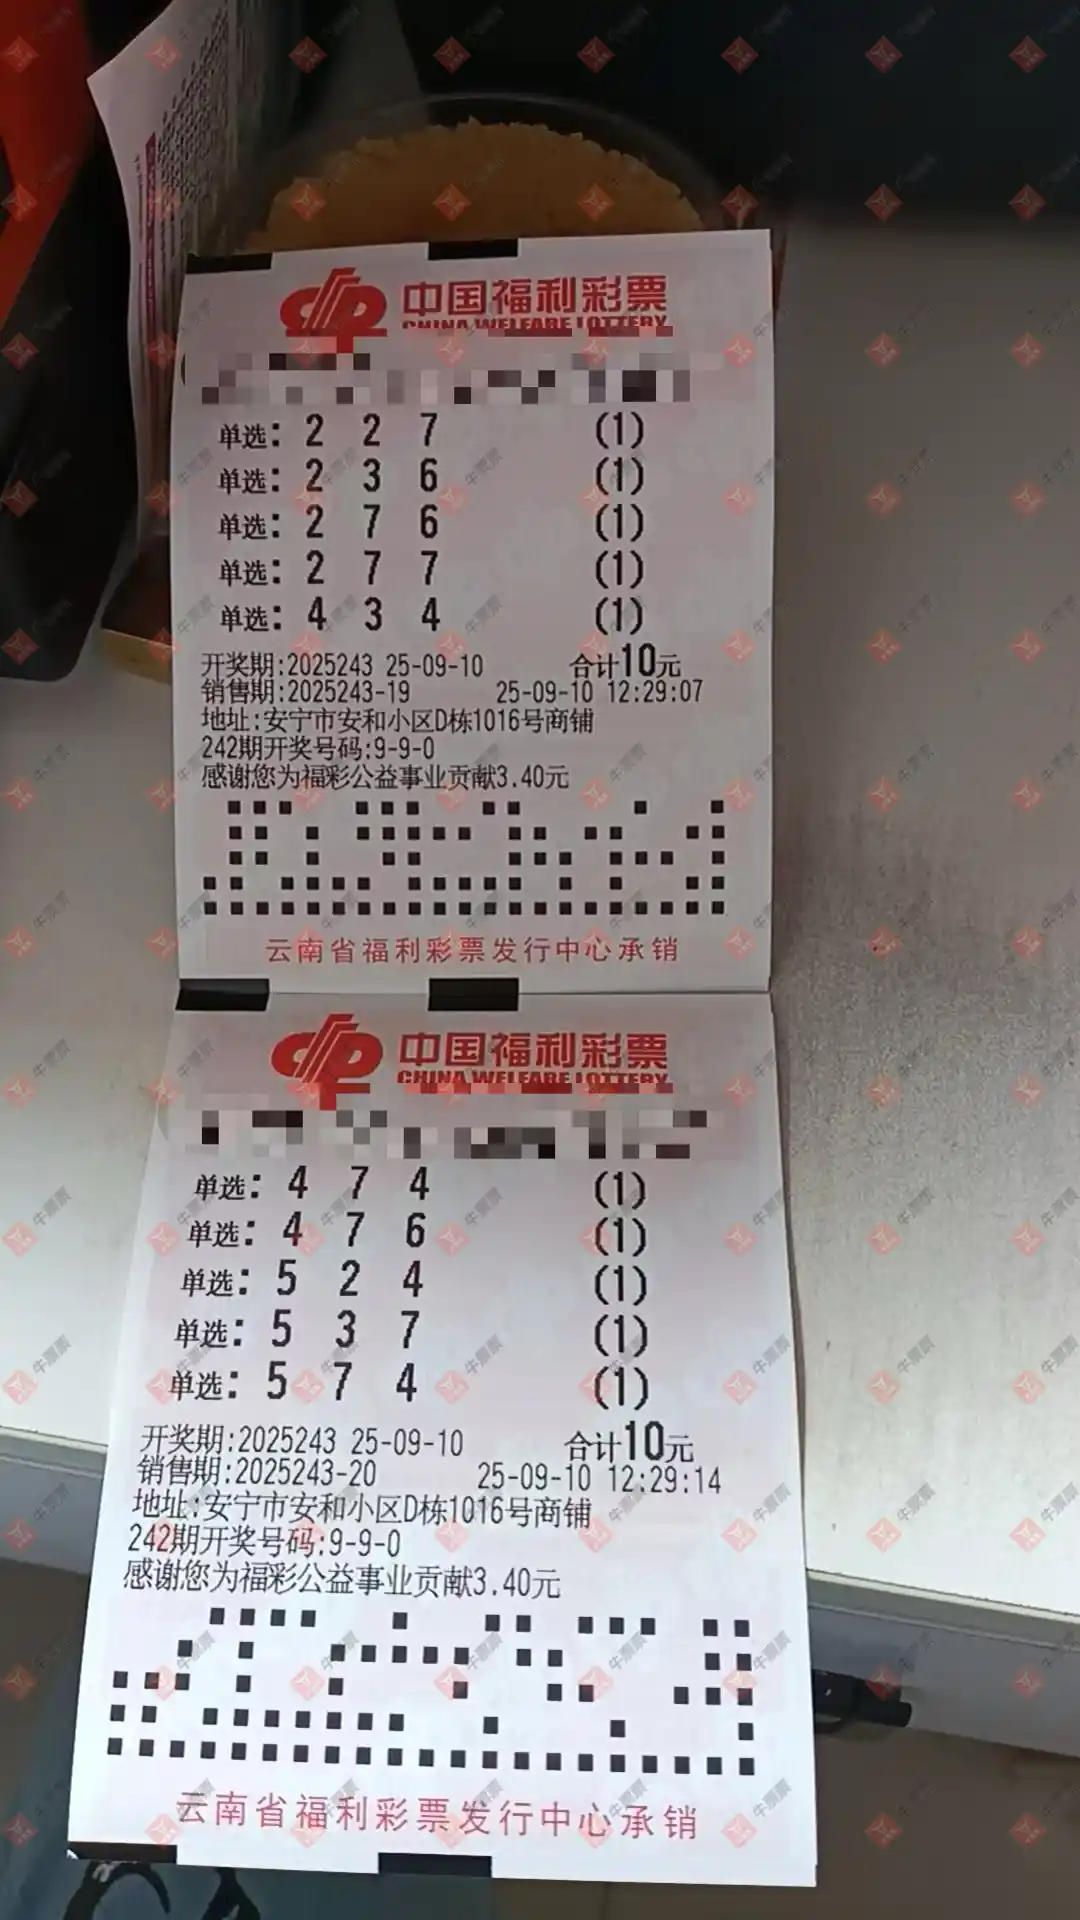 中国福利彩票
CHINA WELFARE LOTTERY
单选: 2 2 7 (1)
单选: 2 3 6 (1)
单选: 2 7 6 (1)
单选: 2 7 7 (1)
单选: 4 3 4 (1)
开奖期:2025243 25-09-10 合计10元
销售期:2025243-19 25-09-10 12:29:07
地址:安宁市安和小区D栋1016号商铺
242期开奖号码:9-9-0
感谢您为福彩公益事业贡献3.40元
云南省福利彩票发行中心承销
中国福利彩票
CHINA WELFARE LOTTERY
单选: 4 7 4 (1)
单选: 4 7 6 (1)
单选: 5 2 4 (1)
单选: 5 3 7 (1)
单选: 5 7 4 (1)
开奖期:2025243 25-09-10 合计10元
销售期:2025243-20 25-09-10 12:29:14
地址:安宁市安和小区D栋1016号商铺
242期开奖号码:9-9-0
感谢您为福彩公益事业贡献3.40元
云南省福利彩票发行中心承销
牛票票